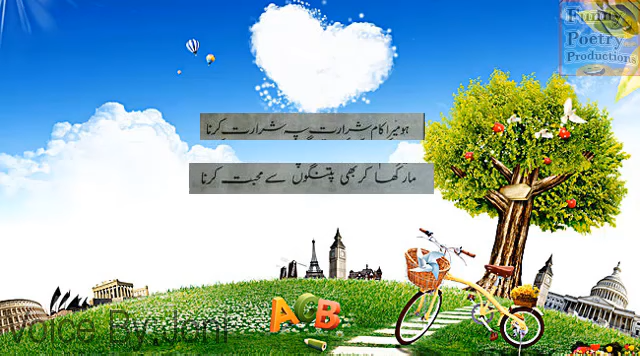 Funny
Poetry
Productions
ہو میرا کام شرارت پہ شرارت کرنا
مار کھا کر بھی پتنگوں سے محبت کرنا
A C B
voice By:Joni